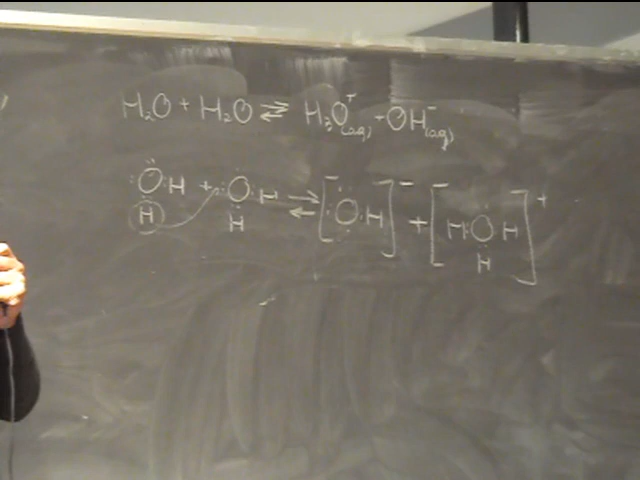 H₂O + H₂O ⇌ H₃O⁺(aq) + OH⁻(aq)
:Ö:H + :Ö:H ⇌ [:Ö:H]⁻ + [H:Ö:H]⁺
H H H